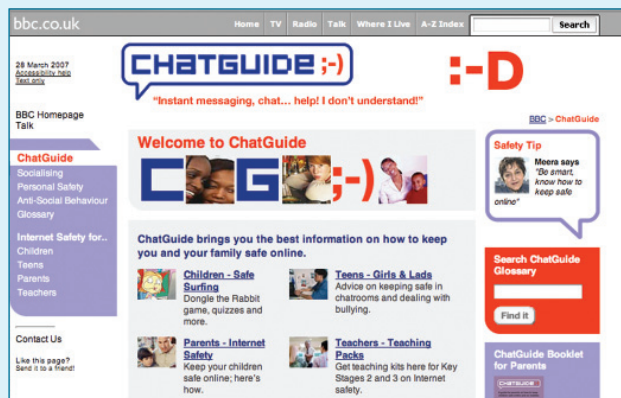 bbc.co.uk
Home TV Radio Talk Where I Live A-Z Index Search
28 March 2007
Accessibility help
Text only
BBC Homepage
Talk
ChatGuide
Socialising
Personal Safety
Anti-Social Behaviour
Glossary
Internet Safety for..
Children
Teens
Parents
Teachers
Contact Us
Like this page?
Send it to a friend!
CHATGUIDE ;-)
:-D
"Instant messaging, chat... help! I don't understand!"
BBC > ChatGuide
Welcome to ChatGuide
C G ;-)
ChatGuide brings you the best information on how to keep
you and your family safe online.
Children - Safe
Surfing
Dongle the Rabbit
game, quizzes and
more.
Teens - Girls & Lads
Advice on keeping safe in
chatrooms and dealing with
bullying.
Parents - Internet
Safety
Keep your children
safe online; here's
how.
Teachers - Teaching
Packs
Get teaching kits here for Key
Stages 2 and 3 on Internet
safety.
Safety Tip
Meera says
"Be smart,
know how to
keep safe
online"
Search ChatGuide
Glossary
Find it
ChatGuide Booklet
for Parents
CHATGUIDE